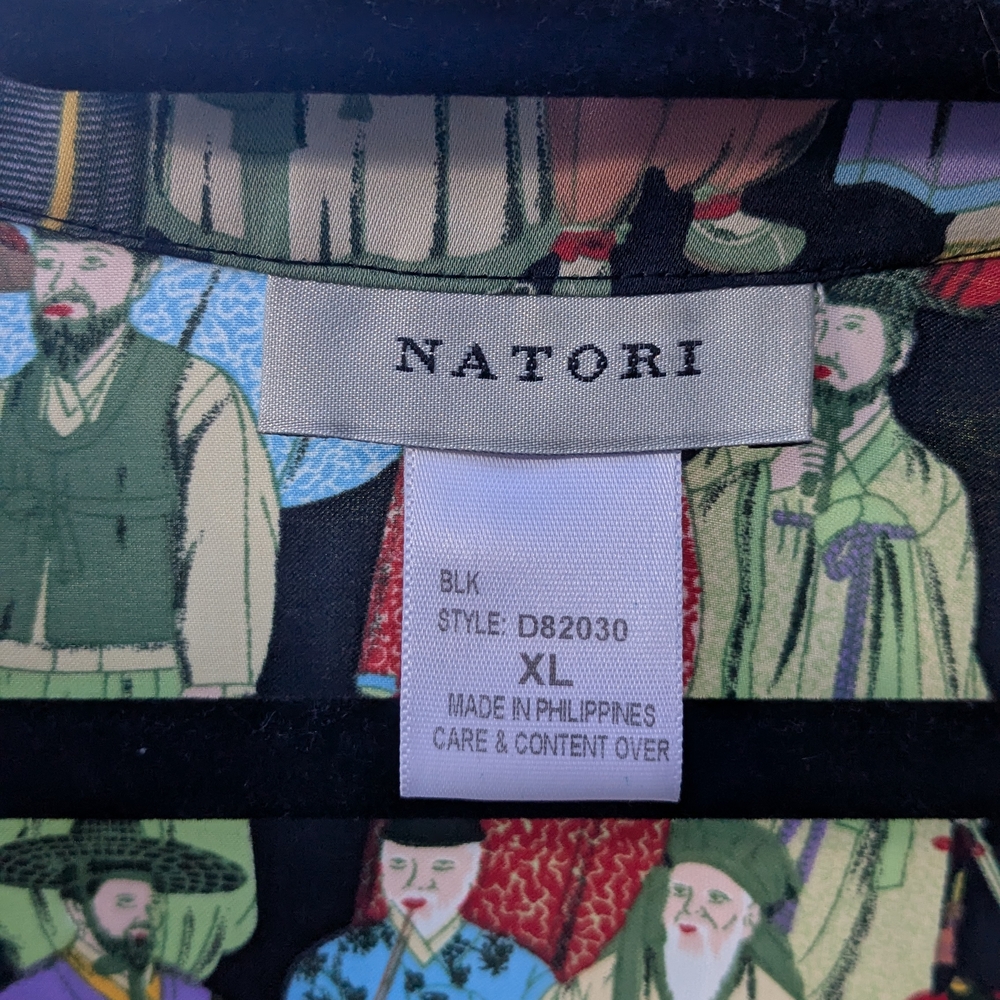 NATORI
BLK
STYLE: D82030
XL
MADE IN PHILIPPINES
CARE & CONTENT OVER